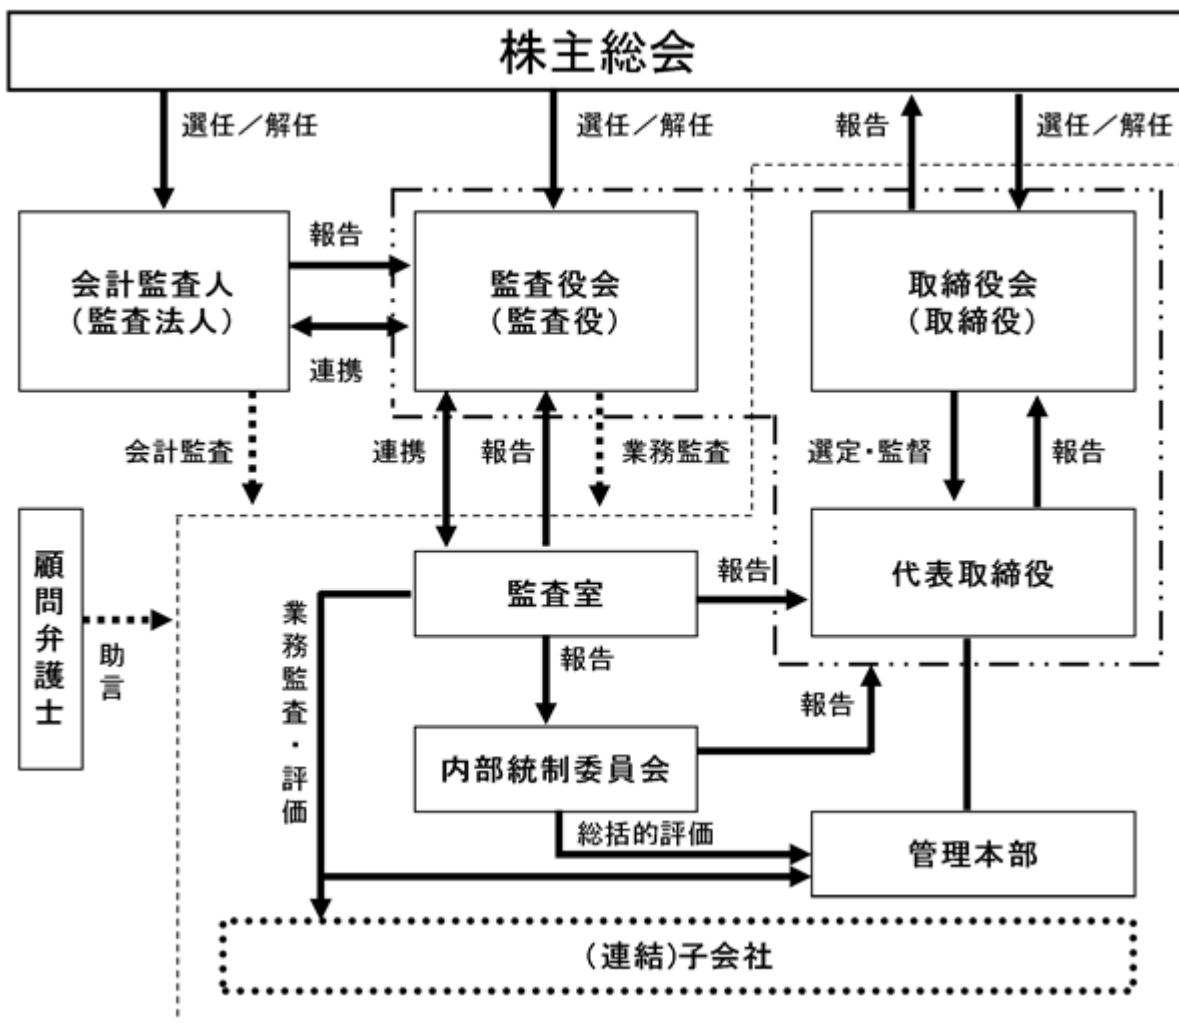 株主総会
選任／解任
選任／解任
報告
選任／解任
会計監査人
（監査法人）
報告
連携
監査役会
（監査役）
取締役会
（取締役）
会計監査
連携
報告
業務監査
選定・監督
報告
顧問弁護士
助言
監査室
報告
代表取締役
業務監査・評価
報告
報告
内部統制委員会
総括的評価
管理本部
（連結）子会社